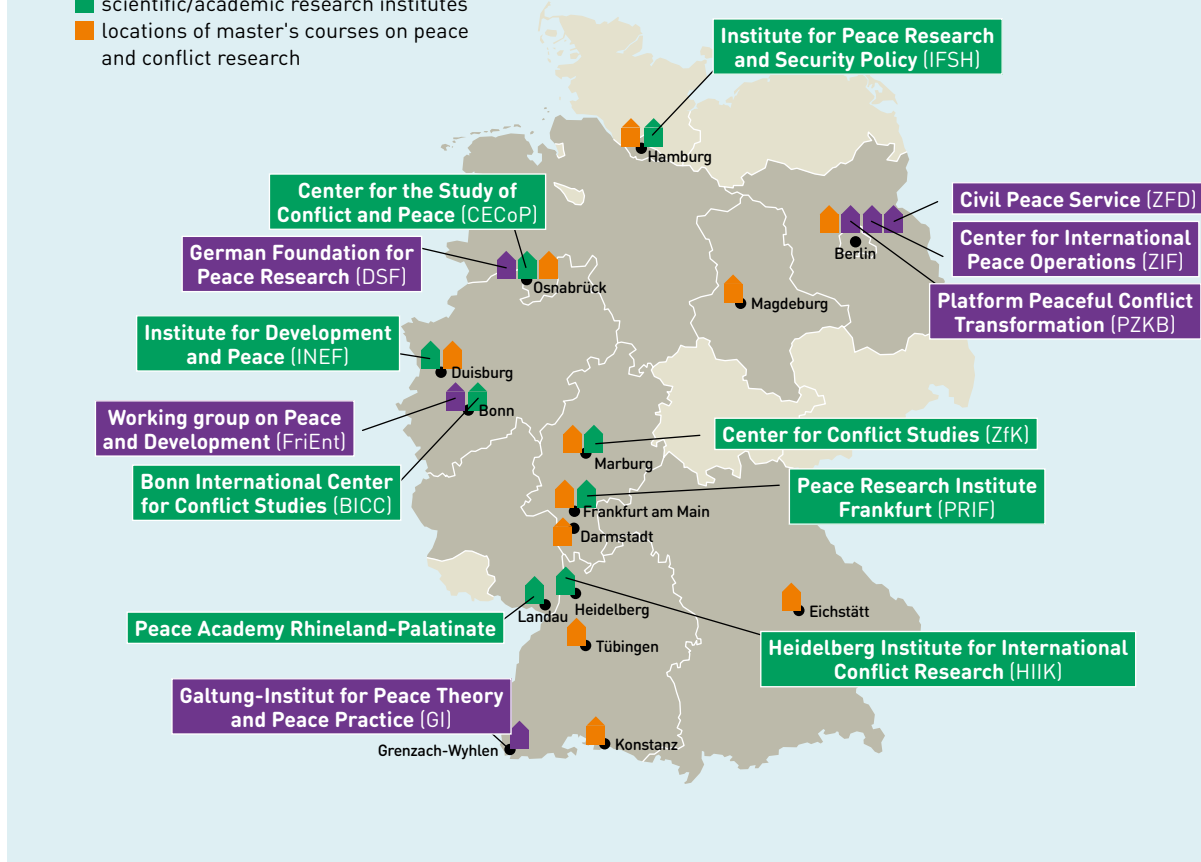 scientific/academic research institutes
locations of master's courses on peace
and conflict research
Institute for Peace Research
and Security Policy (IFSH)
Hamburg
Center for the Study of
Conflict and Peace (CECoP)
Civil Peace Service (ZFD)
German Foundation for
Peace Research (DSF)
Center for International
Peace Operations (ZIF)
Berlin
Osnabrück
Magdeburg
Platform Peaceful Conflict
Transformation (PZKB)
Institute for Development
and Peace (INEF)
Duisburg
Working group on Peace
and Development (FriEnt)
Bonn
Center for Conflict Studies (ZfK)
Marburg
Bonn International Center
for Conflict Studies (BICC)
Peace Research Institute
Frankfurt (PRIF)
Frankfurt am Main
Darmstadt
Heidelberg
Landau
Eichstätt
Peace Academy Rhineland-Palatinate
Tübingen
Heidelberg Institute for International
Conflict Research (HIIK)
Galtung-Institut for Peace Theory
and Peace Practice (GI)
Grenzach-Wyhlen
Konstanz